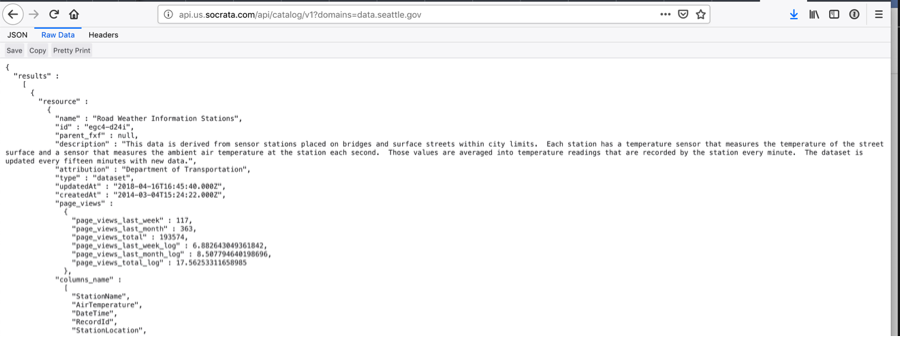 api.us.socrata.com/api/catalog/v1?domains=data.seattle.gov
JSON Raw Data Headers
Save Copy Pretty Print
{
"results" :
[
{
"resource" :
{
"name" : "Road Weather Information Stations",
"id" : "egc4-d24i",
"parent_fxf" : null,
"description" : "This data is derived from sensor stations placed on bridges and surface streets within city limits.  Each station has a temperature sensor that measures the temperature of the street
surface and a sensor that measures the ambient air temperature at the station each second.  Those values are averaged into temperature readings that are recorded by the station every minute.  The dataset is
updated every fifteen minutes with new data.",
"attribution" : "Department of Transportation",
"type" : "dataset",
"updatedAt" : "2018-04-16T16:45:40.000Z",
"createdAt" : "2014-03-04T15:24:22.000Z",
"page_views" :
{
"page_views_last_week" : 117,
"page_views_last_month" : 363,
"page_views_total" : 193574,
"page_views_last_week_log" : 6.882643049361842,
"page_views_last_month_log" : 8.507794640198696,
"page_views_total_log" : 17.56253311658985
},
"columns_name" :
[
"StationName",
"AirTemperature",
"DateTime",
"RecordId",
"StationLocation",